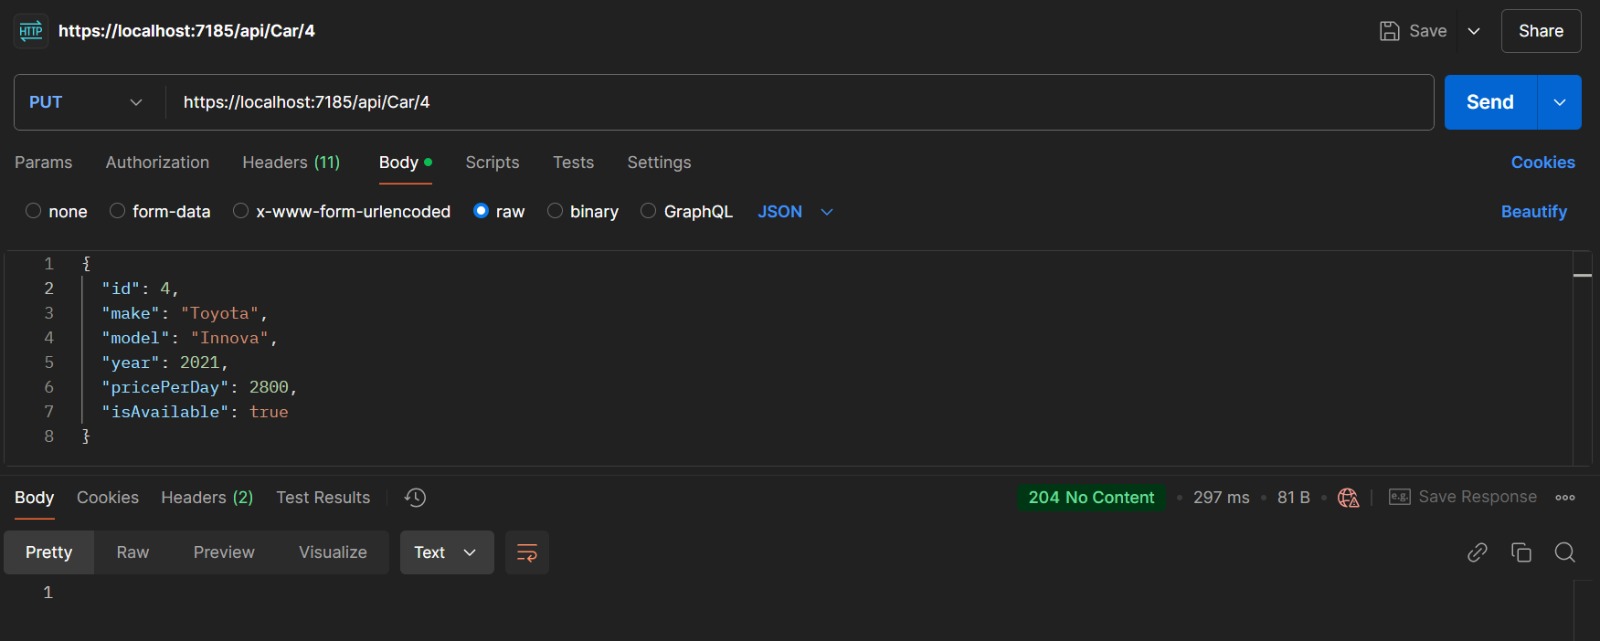 HTTP https://localhost:7185/api/Car/4 Save Share
PUT https://localhost:7185/api/Car/4 Send
Params Authorization Headers (11) Body Scripts Tests Settings Cookies
none form-data x-www-form-urlencoded raw binary GraphQL JSON Beautify
1 {
2 "id": 4,
3 "make": "Toyota",
4 "model": "Innova",
5 "year": 2021,
6 "pricePerDay": 2800,
7 "isAvailable": true
8 }
Body Cookies Headers (2) Test Results 204 No Content 297 ms 81 B e.g. Save Response
Pretty Raw Preview Visualize Text
1